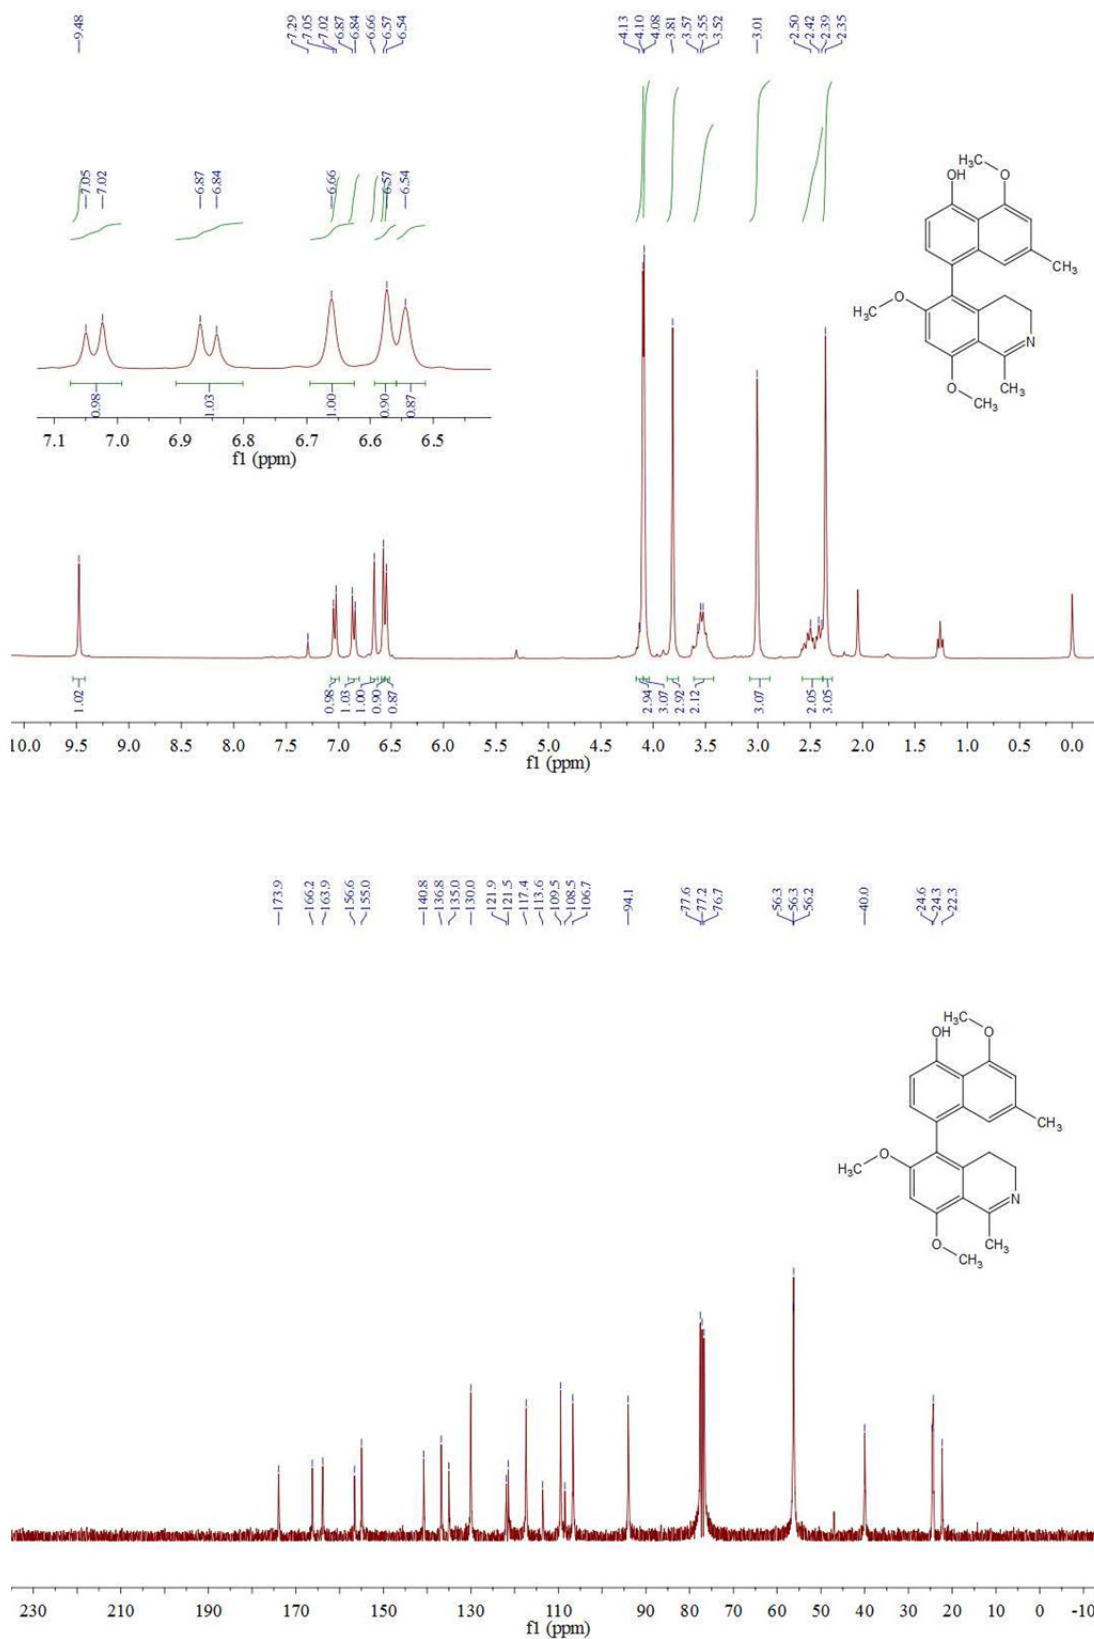 9.48
7.29
7.05
7.02
6.87
6.84
6.66
6.57
6.54
4.13
4.10
4.08
3.81
3.57
3.55
3.52
3.01
2.50
2.42
2.39
2.35
7.05
7.02
6.87
6.84
6.66
6.57
6.54
0.98
1.03
1.00
0.90
0.87
7.1 7.0 6.9 6.8 6.7 6.6 6.5
f1 (ppm)
OH
H₃C
O
CH₃
H₃C
O
N
O
CH₃
CH₃
1.02
0.98
1.03
1.00
0.90
0.87
2.94
3.07
2.92
2.12
3.07
2.05
3.05
10.0 9.5 9.0 8.5 8.0 7.5 7.0 6.5 6.0 5.5 5.0 4.5 4.0 3.5 3.0 2.5 2.0 1.5 1.0 0.5 0.0
f1 (ppm)
173.9
166.2
163.9
156.6
155.0
140.8
136.8
135.0
130.0
121.9
121.5
117.4
113.6
109.5
108.5
106.7
94.1
77.6
77.2
76.7
56.3
56.3
56.2
40.0
24.6
24.3
22.3
H₃C
OH
O
CH₃
H₃C
O
N
O
CH₃
CH₃
230 210 190 170 150 130 110 90 80 70 60 50 40 30 20 10 0 -10
f1 (ppm)